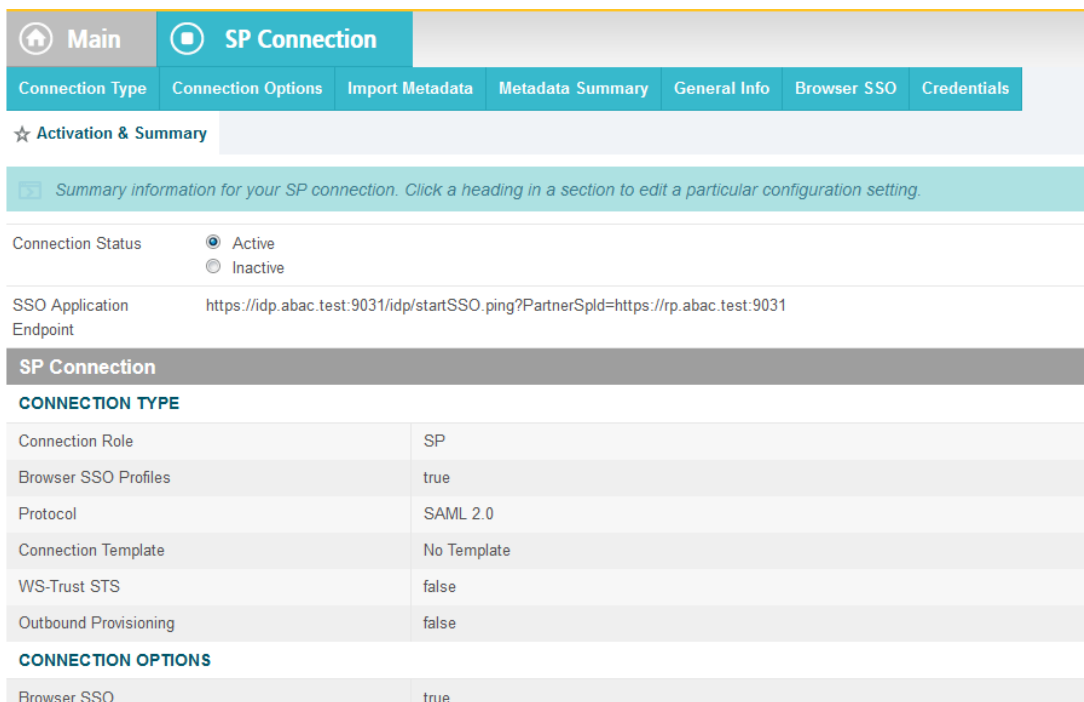 Main SP Connection
Connection Type Connection Options Import Metadata Metadata Summary General Info Browser SSO Credentials
Activation & Summary
Summary information for your SP connection. Click a heading in a section to edit a particular configuration setting.
Connection Status Active
Inactive
SSO Application https://idp.abac.test:9031/idp/startSSO.ping?PartnerSpId=https://rp.abac.test:9031
Endpoint
SP Connection
CONNECTION TYPE
Connection Role SP
Browser SSO Profiles true
Protocol SAML 2.0
Connection Template No Template
WS-Trust STS false
Outbound Provisioning false
CONNECTION OPTIONS
Browser SSO true